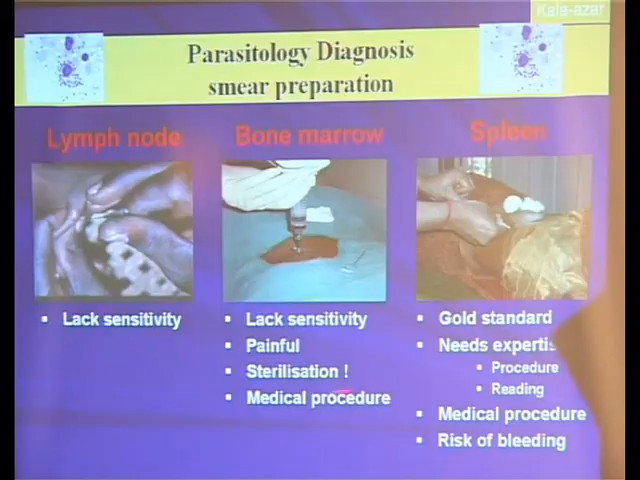 Kala-azar
Parasitology Diagnosis
smear preparation
Lymph node
Bone marrow
Spleen
▪ Lack sensitivity
▪ Lack sensitivity
▪ Painful
▪ Sterilisation !
▪ Medical procedure
▪ Gold standard
▪ Needs
▪ Procedure
▪ Reading
▪ Medical procedure
▪ Risk of bleeding